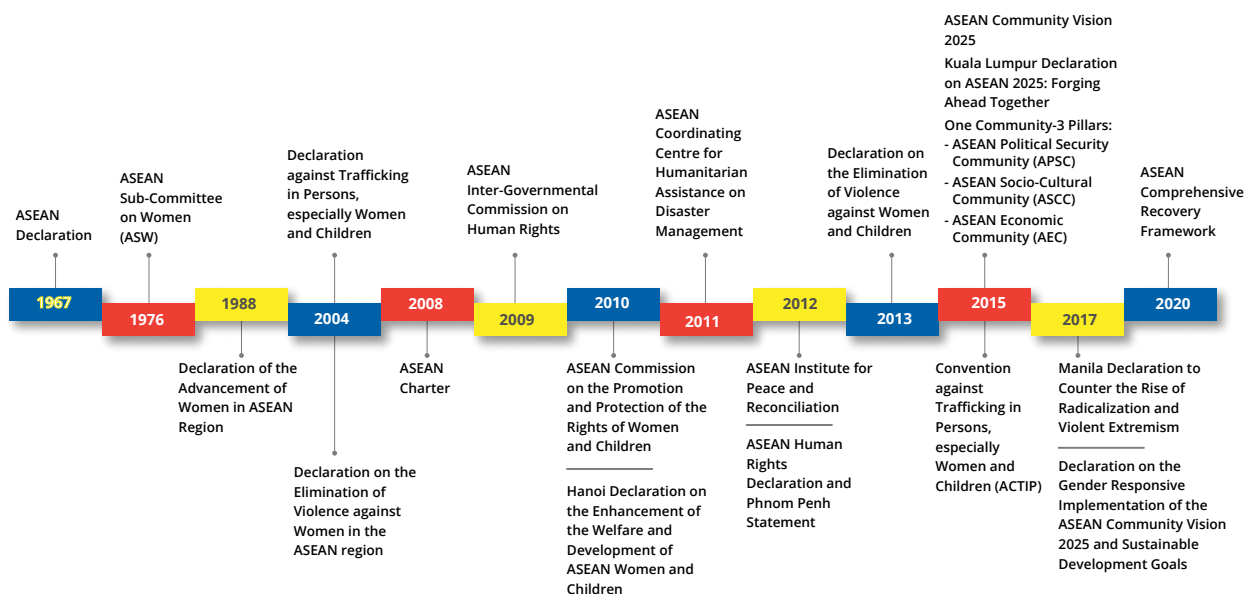 ASEAN
Declaration
1967
ASEAN
Sub-Committee
on Women
(ASW)
1976
1988
Declaration of the
Advancement of
Women in ASEAN
Region
Declaration
against Trafficking
in Persons,
especially Women
and Children
2004
Declaration on the
Elimination of
Violence against
Women in the
ASEAN region
2008
ASEAN
Charter
ASEAN
Inter-Governmental
Commission on
Human Rights
2009
2010
ASEAN Commission
on the Promotion
and Protection of the
Rights of Women
and Children
Hanoi Declaration on
the Enhancement of
the Welfare and
Development of
ASEAN Women and
Children
ASEAN
Coordinating
Centre for
Humanitarian
Assistance on
Disaster
Management
2011
2012
ASEAN Institute for
Peace and
Reconciliation
ASEAN Human
Rights
Declaration and
Phnom Penh
Statement
Declaration on
the Elimination
of Violence
against Women
and Children
2013
ASEAN Community Vision
2025
Kuala Lumpur Declaration
on ASEAN 2025: Forging
Ahead Together
One Community-3 Pillars:
- ASEAN Political Security
Community (APSC)
- ASEAN Socio-Cultural
Community (ASCC)
- ASEAN Economic
Community (AEC)
2015
Convention
against
Trafficking in
Persons,
especially
Women and
Children (ACTIP)
2017
Manila Declaration to
Counter the Rise of
Radicalization and
Violent Extremism
Declaration on the
Gender Responsive
Implementation of the
ASEAN Community Vision
2025 and Sustainable
Development Goals
ASEAN
Comprehensive
Recovery
Framework
2020